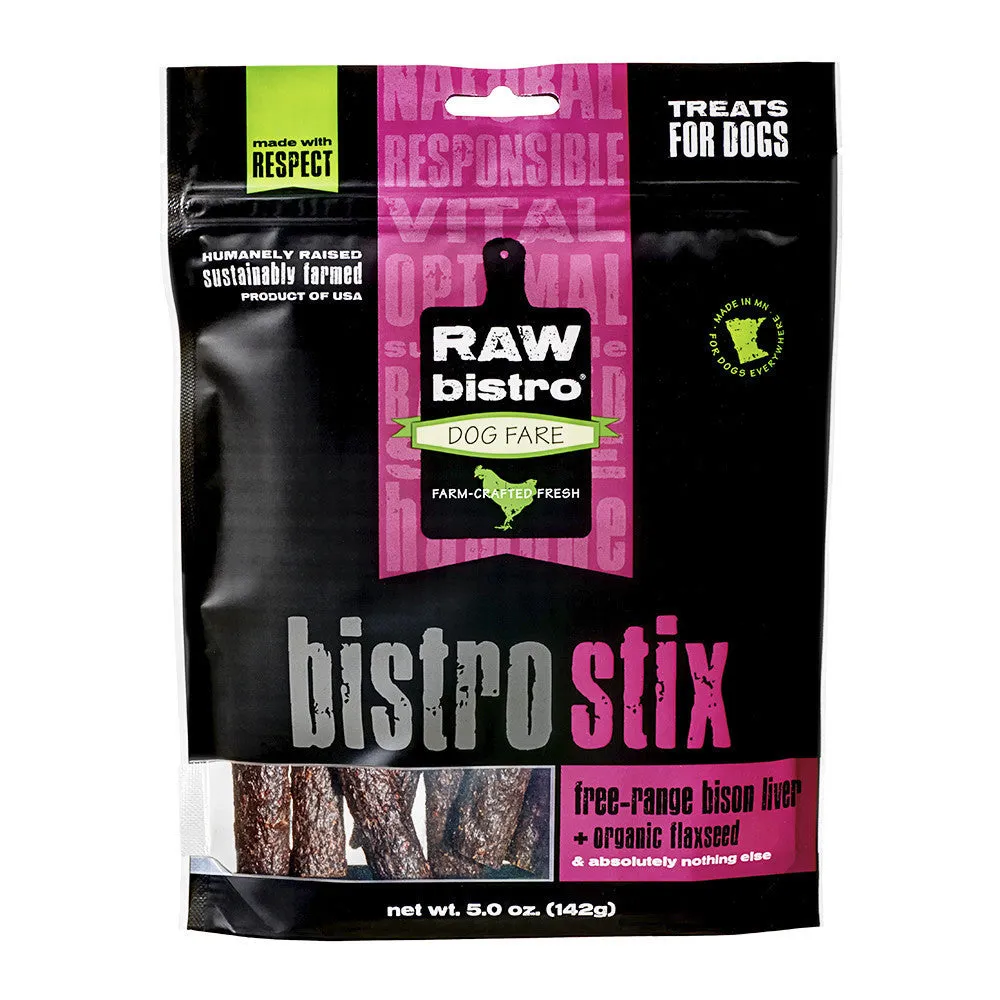 made with
RESPECT
NATURAL
RESPONSIBLE
VITAL
OPTIMAL
TREATS
FOR DOGS
HUMANELY RAISED
sustainably farmed
PRODUCT OF USA
RAW
bistro®
DOG FARE
FARM-CRAFTED FRESH
humane
· MADE IN MN ·
FOR DOGS EVERYWHERE
bistro stix
free-range bison liver
+ organic flaxseed
& absolutely nothing else
net wt. 5.0 oz. (142g)